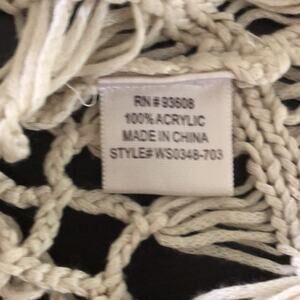 RN # 93608
100% ACRYLIC
MADE IN CHINA
STYLE# WS0348-703